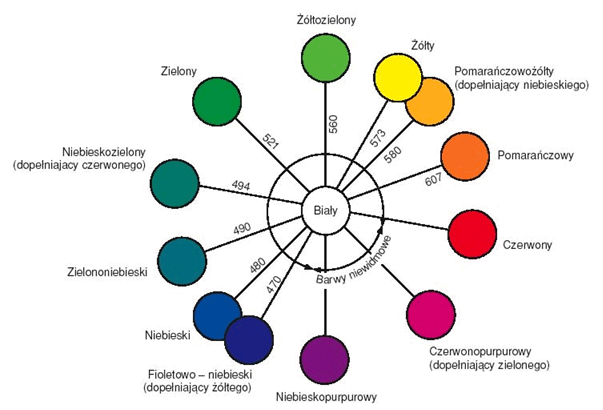 Żółtozielony
Żółty
Pomarańczowożółty
(dopełniający niebieskiego)
Zielony
560
573
580
521
Pomarańczowy
607
Niebieskozielony
(dopełniajacy czerwonego)
494
Biały
490
Czerwony
Zielononiebieski
480
470
Barwy niewidmowe
Niebieski
Czerwonopurpurowy
(dopełniający zielonego)
Fioletowo – niebieski
(dopełniający żółtego)
Niebieskopurpurowy